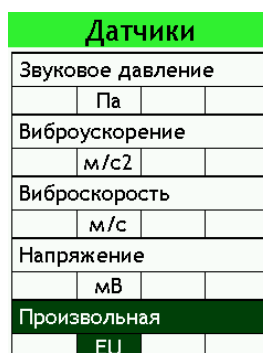 Датчики
Звуковое давление
Па
Виброускорение
м/с2
Виброскорость
м/с
Напряжение
мВ
Произвольная
EU